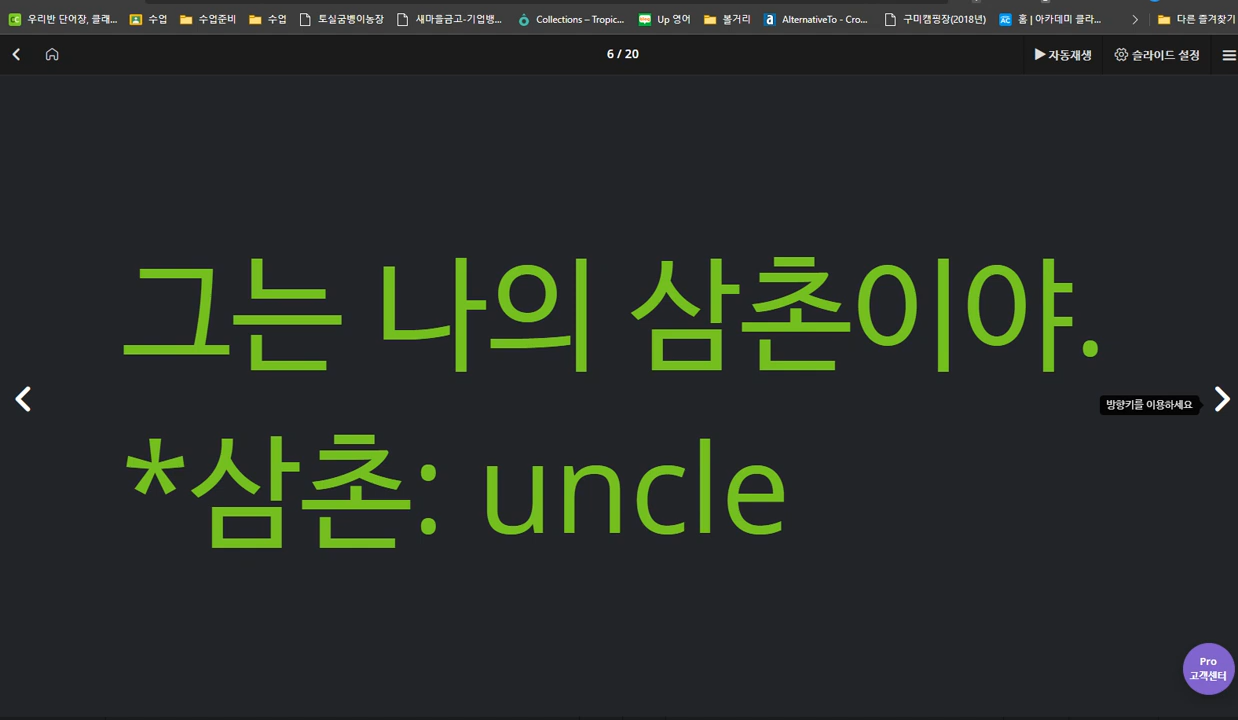 우리반 단어장, 클래... 수업 수업준비 수업 토실굼벵이농장 새마을금고-기업뱅... Collections – Tropic... Up 영어 볼거리 AlternativeTo - Cro... 구미캠핑장(2018년) 홈 | 아카데미 클라... 다른 즐겨찾기
6 / 20 자동재생 슬라이드 설정
그는 나의 삼촌이야.
방향키를 이용하세요
*삼촌: uncle
Pro
고객센터